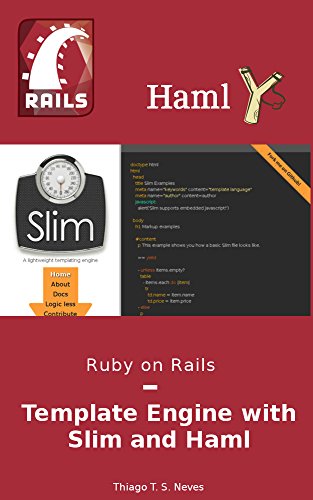 RAILS
Haml
Slim
A lightweight templating engine
Home
About
Docs
Logic less
Contribute
Fork me on Github!
doctype html
html
head
title Slim Examples
meta name="keywords" content="template language"
meta name="author" content=author
javascript:
alert('Slim supports embedded javascript!')
body
h1 Markup examples
#content
p This example shows you how a basic Slim file looks like.
== yield
- unless items.empty?
table
- items.each do |item|
tr
td.name = item.name
td.price = item.price
- else
p
Ruby on Rails
-
Template Engine with
Slim and Haml
Thiago T. S. Neves